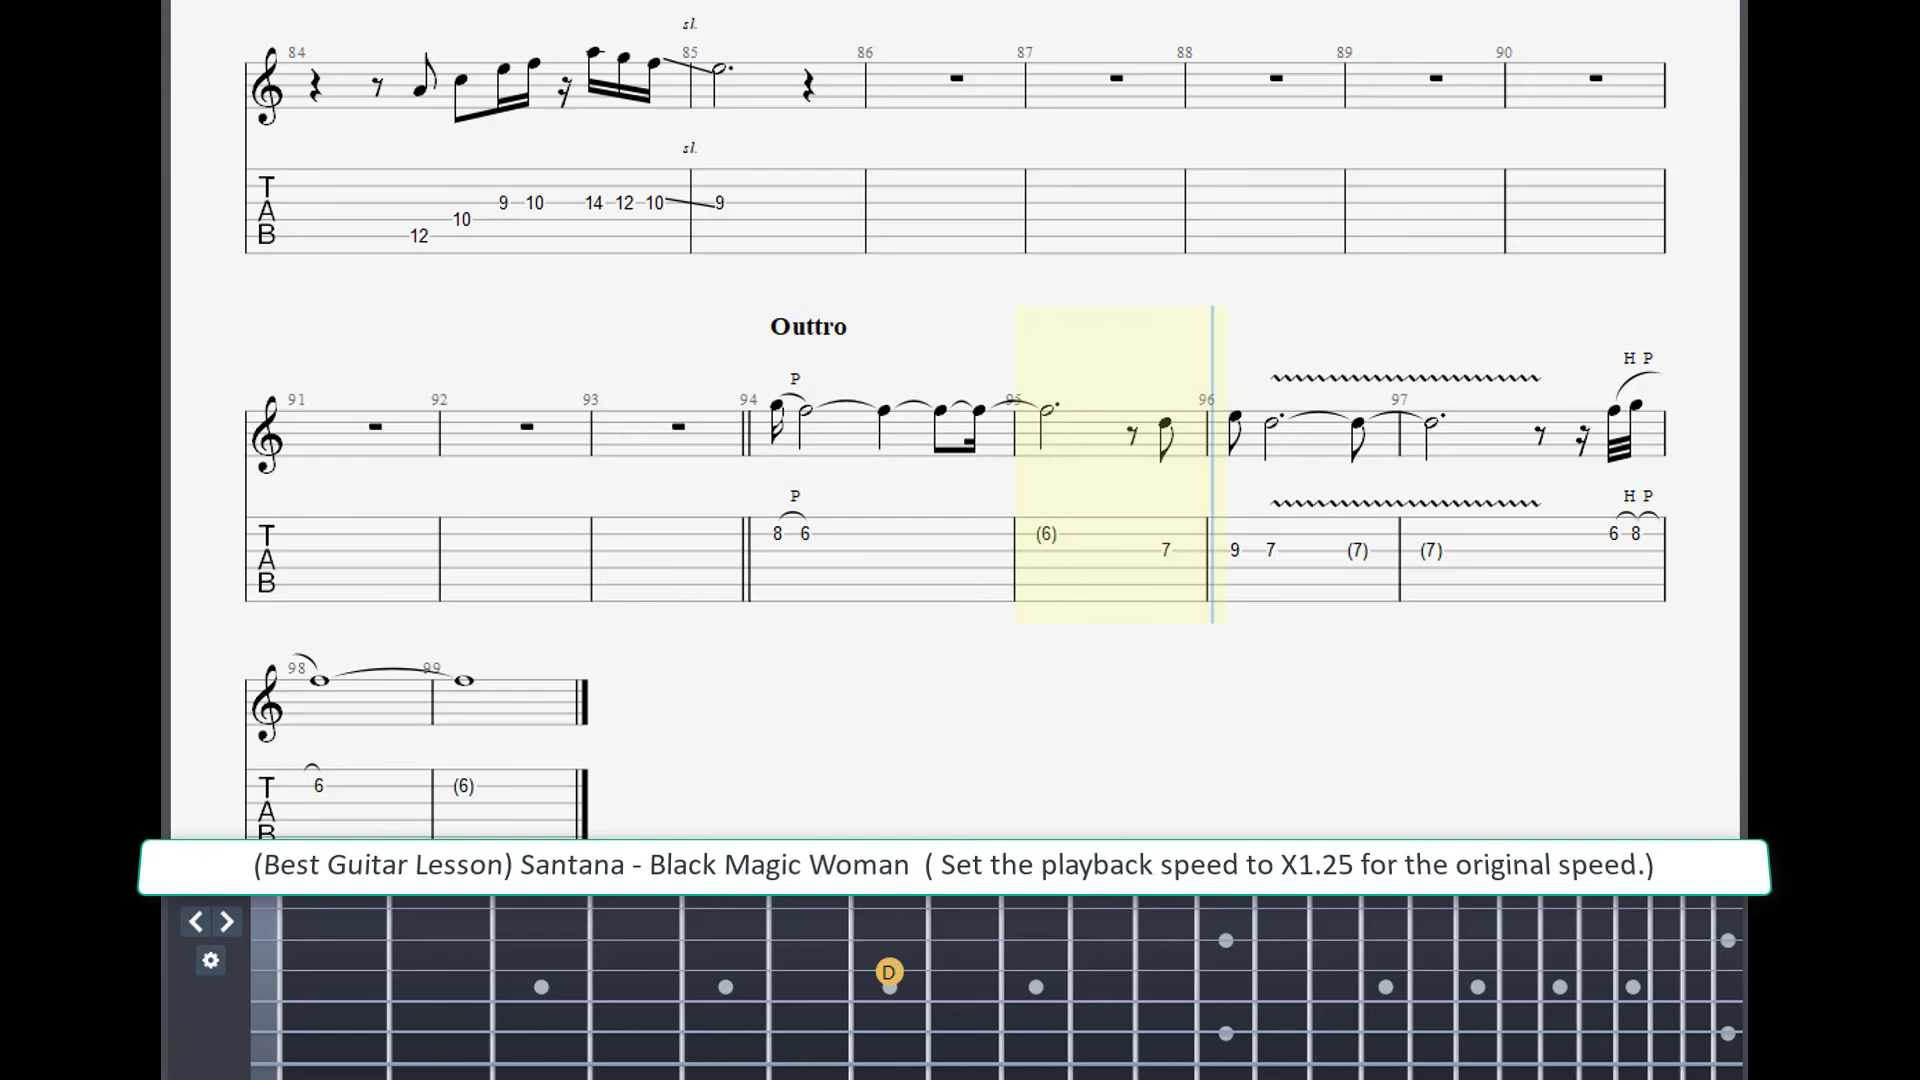 sl.
84 85 86 87 88 89 90
sl.
T
A
B
12 10 9 10 14 12 10 9
Outtro
P H P
91 92 93 94 95 96 97
P H P
T
A
B
8 6 (6) 7 9 7 (7) (7) 6 8
98 99
T
A
B
6 (6)
(Best Guitar Lesson) Santana - Black Magic Woman ( Set the playback speed to X1.25 for the original speed.)
D